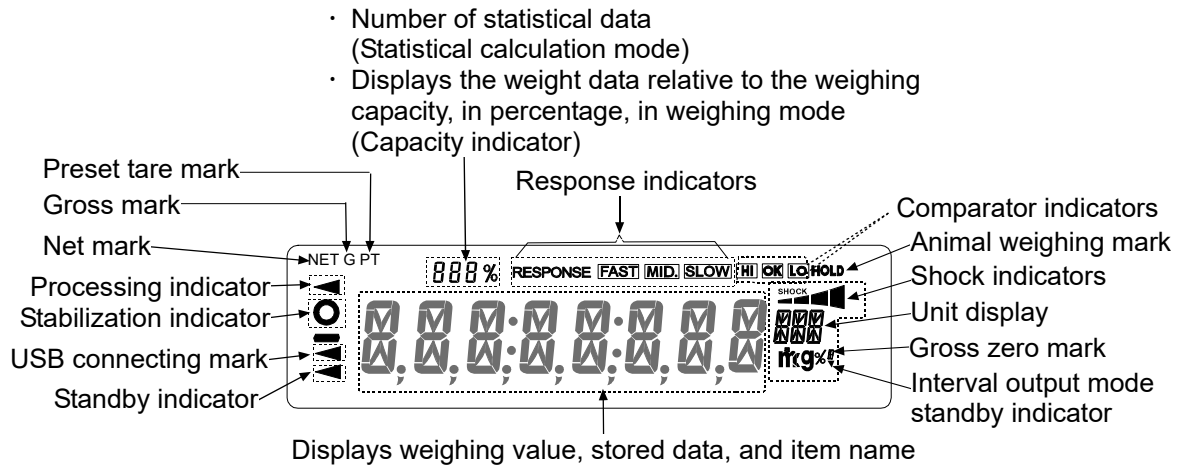 · Number of statistical data
(Statistical calculation mode)
· Displays the weight data relative to the weighing
capacity, in percentage, in weighing mode
(Capacity indicator)
Preset tare mark
Gross mark
Net mark
Processing indicator
Stabilization indicator
USB connecting mark
Standby indicator
Response indicators
Comparator indicators
Animal weighing mark
Shock indicators
Unit display
Gross zero mark
Interval output mode
standby indicator
NET G PT
%
RESPONSE FAST MID. SLOW HI OK LO HOLD
SHOCK
%
Displays weighing value, stored data, and item name